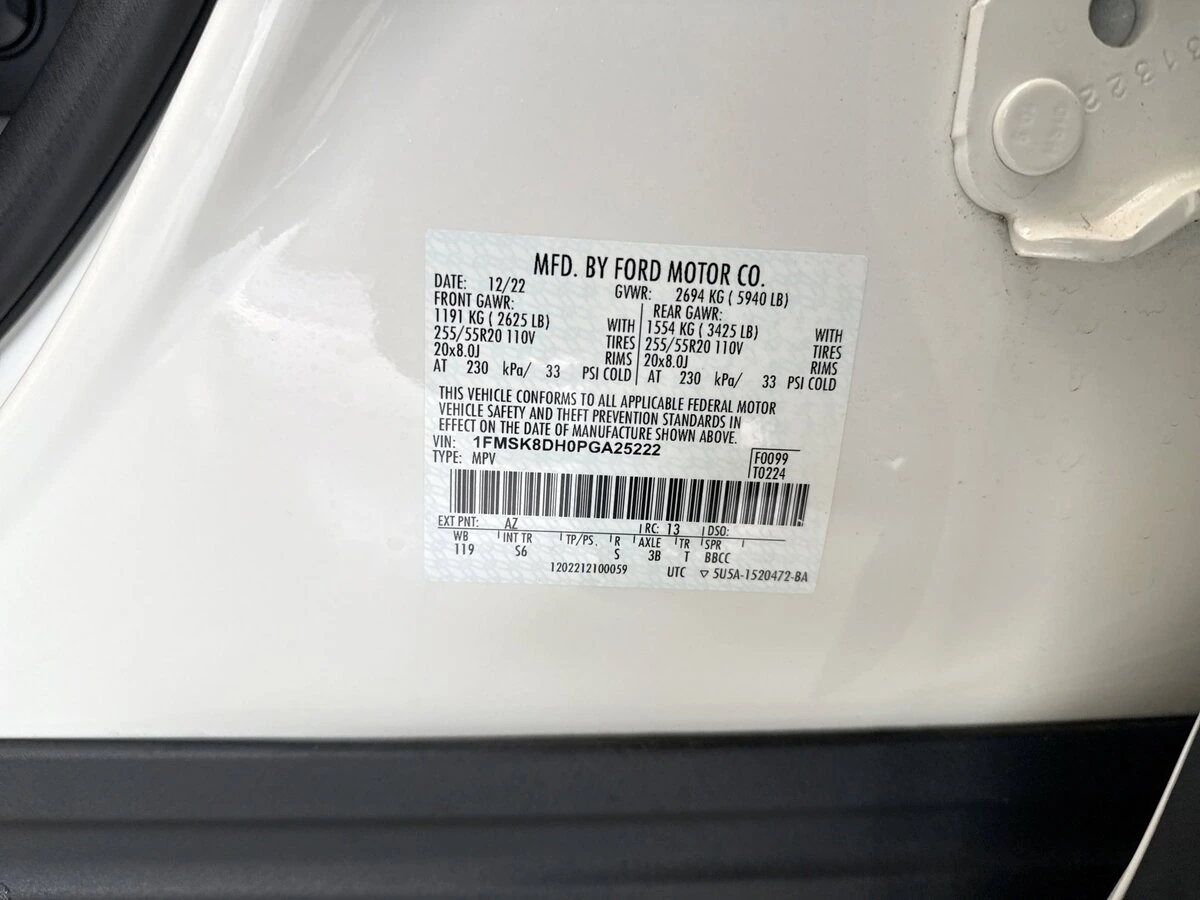 MFD. BY FORD MOTOR CO.
DATE: 12/22 GVWR: 2694 KG ( 5940 LB)
FRONT GAWR: REAR GAWR:
1191 KG ( 2625 LB) WITH 1554 KG ( 3425 LB) WITH
255/55R20 110V TIRES 255/55R20 110V TIRES
20x8.0J RIMS 20x8.0J RIMS
AT 230 kPa/ 33 PSI COLD AT 230 kPa/ 33 PSI COLD
THIS VEHICLE CONFORMS TO ALL APPLICABLE FEDERAL MOTOR
VEHICLE SAFETY AND THEFT PREVENTION STANDARDS IN
EFFECT ON THE DATE OF MANUFACTURE SHOWN ABOVE.
VIN: 1FMSK8DH0PGA25222
TYPE: MPV F0099
T0224
EXT PNT: AZ RC: 13 DSO:
WB INT TR TP/PS. R AXLE TR SPR
119 S6 S 3B T BBCC
1202212100059 UTC ▽ 5U5A-1520472-BA
31322